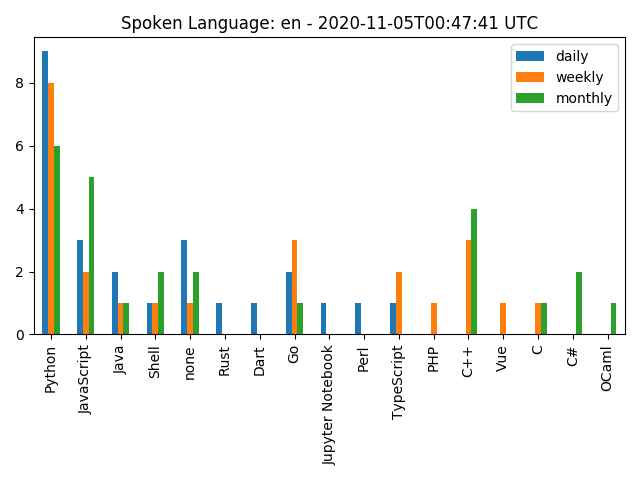 Spoken Language: en - 2020-11-05T00:47:41 UTC
daily
weekly
monthly
8
6
4
2
0
Python
JavaScript
Java
Shell
none
Rust
Dart
Go
Jupyter Notebook
Perl
TypeScript
PHP
C++
Vue
C
C#
OCaml